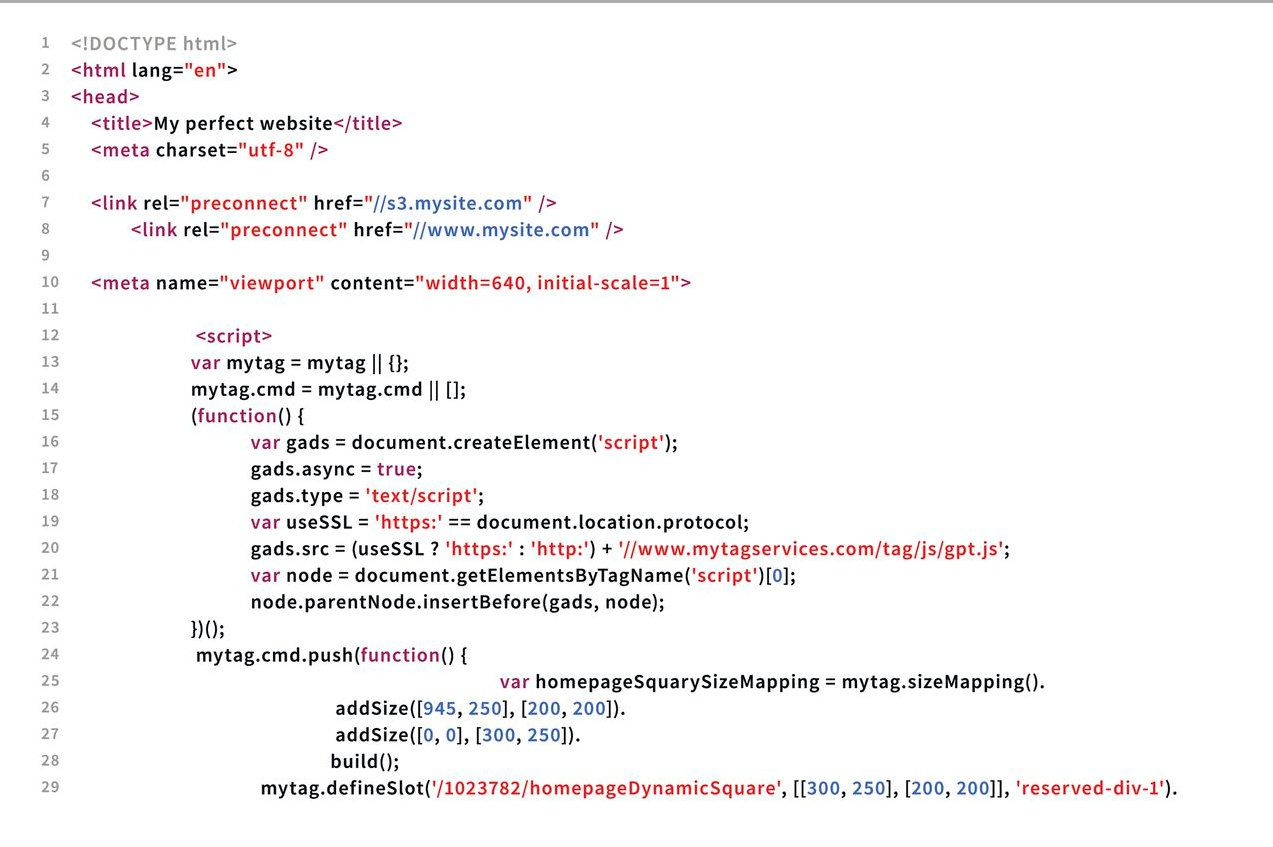 1 <!DOCTYPE html>
2 <html lang="en">
3 <head>
4 <title>My perfect website</title>
5 <meta charset="utf-8" />
6
7 <link rel="preconnect" href="//s3.mysite.com" />
8 <link rel="preconnect" href="//www.mysite.com" />
9
10 <meta name="viewport" content="width=640, initial-scale=1">
11
12 <script>
13 var mytag = mytag || {};
14 mytag.cmd = mytag.cmd || [];
15 (function() {
16 var gads = document.createElement('script');
17 gads.async = true;
18 gads.type = 'text/script';
19 var useSSL = 'https:' == document.location.protocol;
20 gads.src = (useSSL ? 'https:' : 'http:') + '//www.mytagservices.com/tag/js/gpt.js';
21 var node = document.getElementsByTagName('script')[0];
22 node.parentNode.insertBefore(gads, node);
23 })();
24 mytag.cmd.push(function() {
25 var homepageSquarySizeMapping = mytag.sizeMapping().
26 addSize([945, 250], [200, 200]).
27 addSize([0, 0], [300, 250]).
28 build();
29 mytag.defineSlot('/1023782/homepageDynamicSquare', [[300, 250], [200, 200]], 'reserved-div-1').